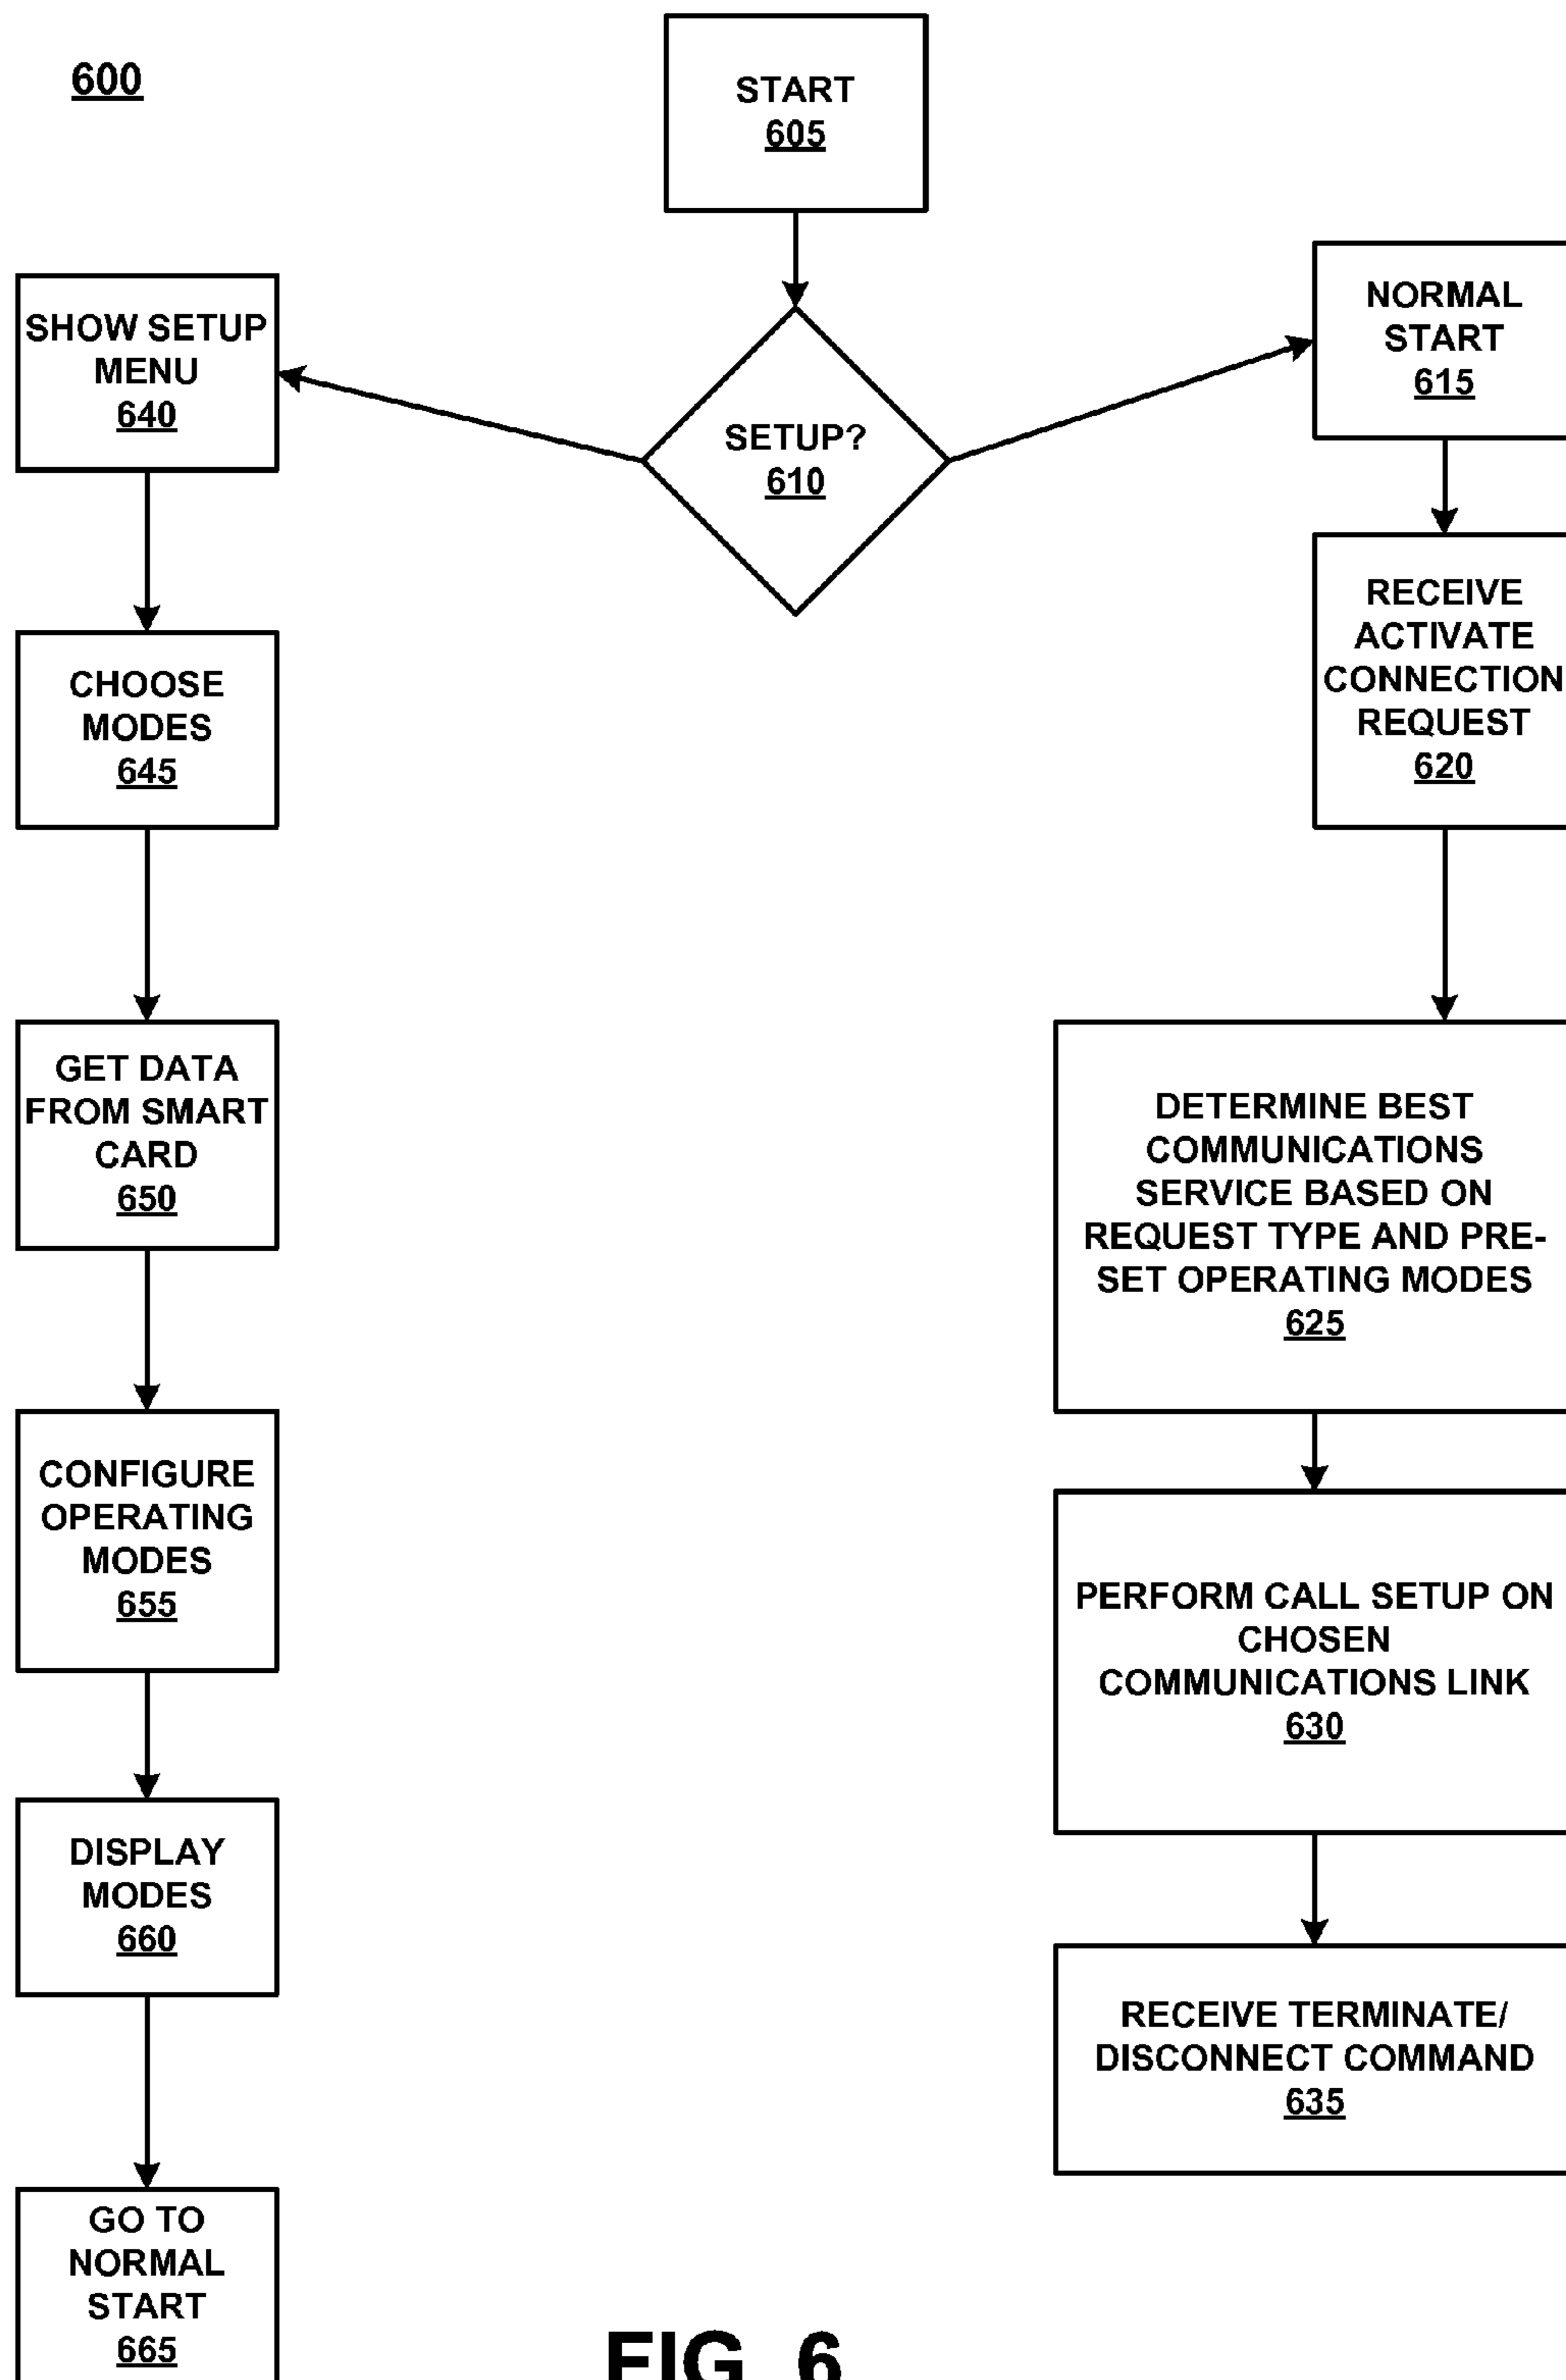 600
START
605
SETUP?
610
SHOW SETUP
MENU
640
CHOOSE
MODES
645
GET DATA
FROM SMART
CARD
650
CONFIGURE
OPERATING
MODES
655
DISPLAY
MODES
660
GO TO
NORMAL
START
665
NORMAL
START
615
RECEIVE
ACTIVATE
CONNECTION
REQUEST
620
DETERMINE BEST
COMMUNICATIONS
SERVICE BASED ON
REQUEST TYPE AND PRE-
SET OPERATING MODES
625
PERFORM CALL SETUP ON
CHOSEN
COMMUNICATIONS LINK
630
RECEIVE TERMINATE/
DISCONNECT COMMAND
635
FIG. 6